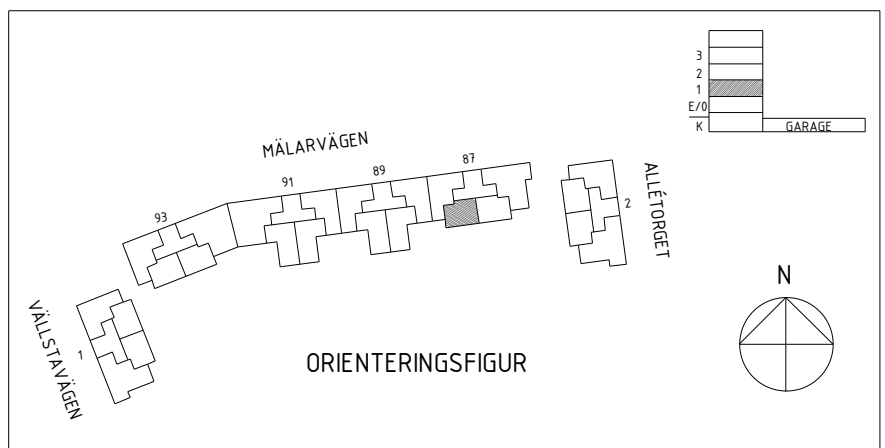 3
2
1
E/0
K
GARAGE
MÄLARVÄGEN
87
89
91
93
2
ALLÉTORGET
VÄLLSTAVÄGEN
1
N
ORIENTERINGSFIGUR